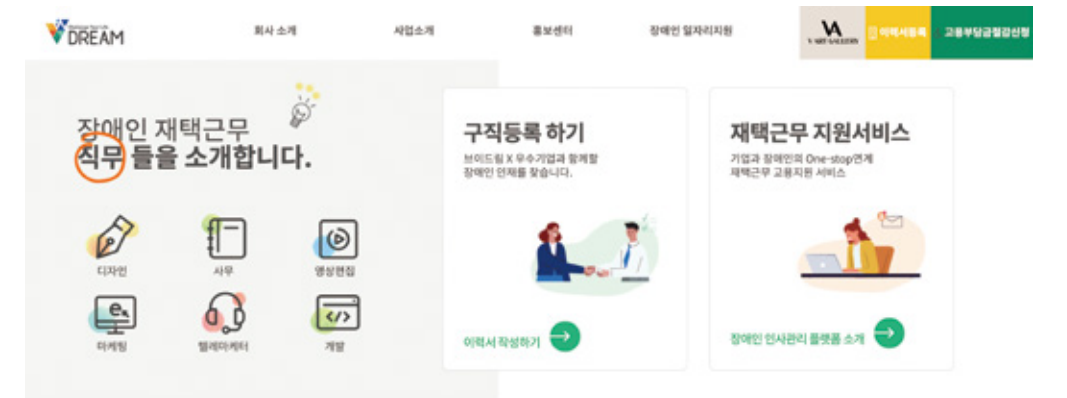 DREAM
회사 소개
사업소개
홍보센터
장애인 일자리지원
VA
V ART GALLERY
이력서등록
고용부담금절감신청
장애인 재택근무
직무 들을 소개합니다.
디자인
사무
영상편집
마케팅
텔레마케터
개발
구직등록 하기
브이드림 X 우수기업과 함께할
장애인 인재를 찾습니다.
이력서 작성하기
재택근무 지원서비스
기업과 장애인의 One-stop연계
재택근무 고용지원 서비스
장애인 인사관리 플랫폼 소개